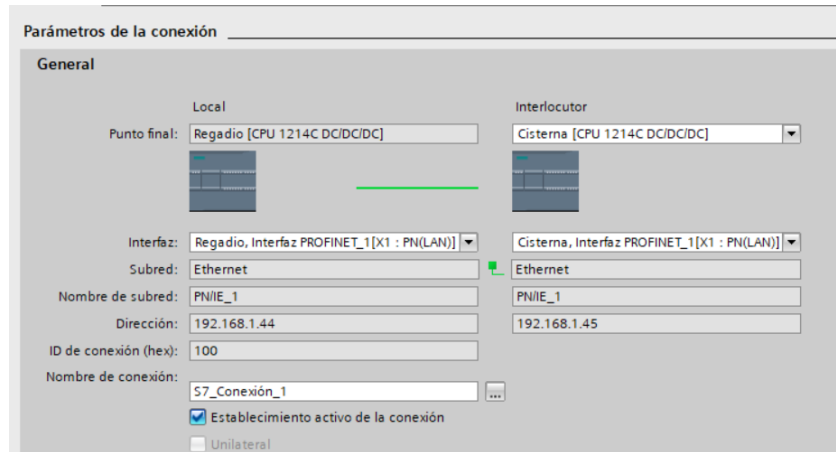 Parámetros de la conexión
General
Local Interlocutor
Punto final: Regadio [CPU 1214C DC/DC/DC] Cisterna [CPU 1214C DC/DC/DC]
Interfaz: Regadio, Interfaz PROFINET_1[X1 : PN(LAN)] Cisterna, Interfaz PROFINET_1[X1 : PN(LAN)]
Subred: Ethernet Ethernet
Nombre de subred: PN/IE_1 PN/IE_1
Dirección: 192.168.1.44 192.168.1.45
ID de conexión (hex): 100
Nombre de conexión:
S7_Conexión_1 ...
Establecimiento activo de la conexión
Unilateral